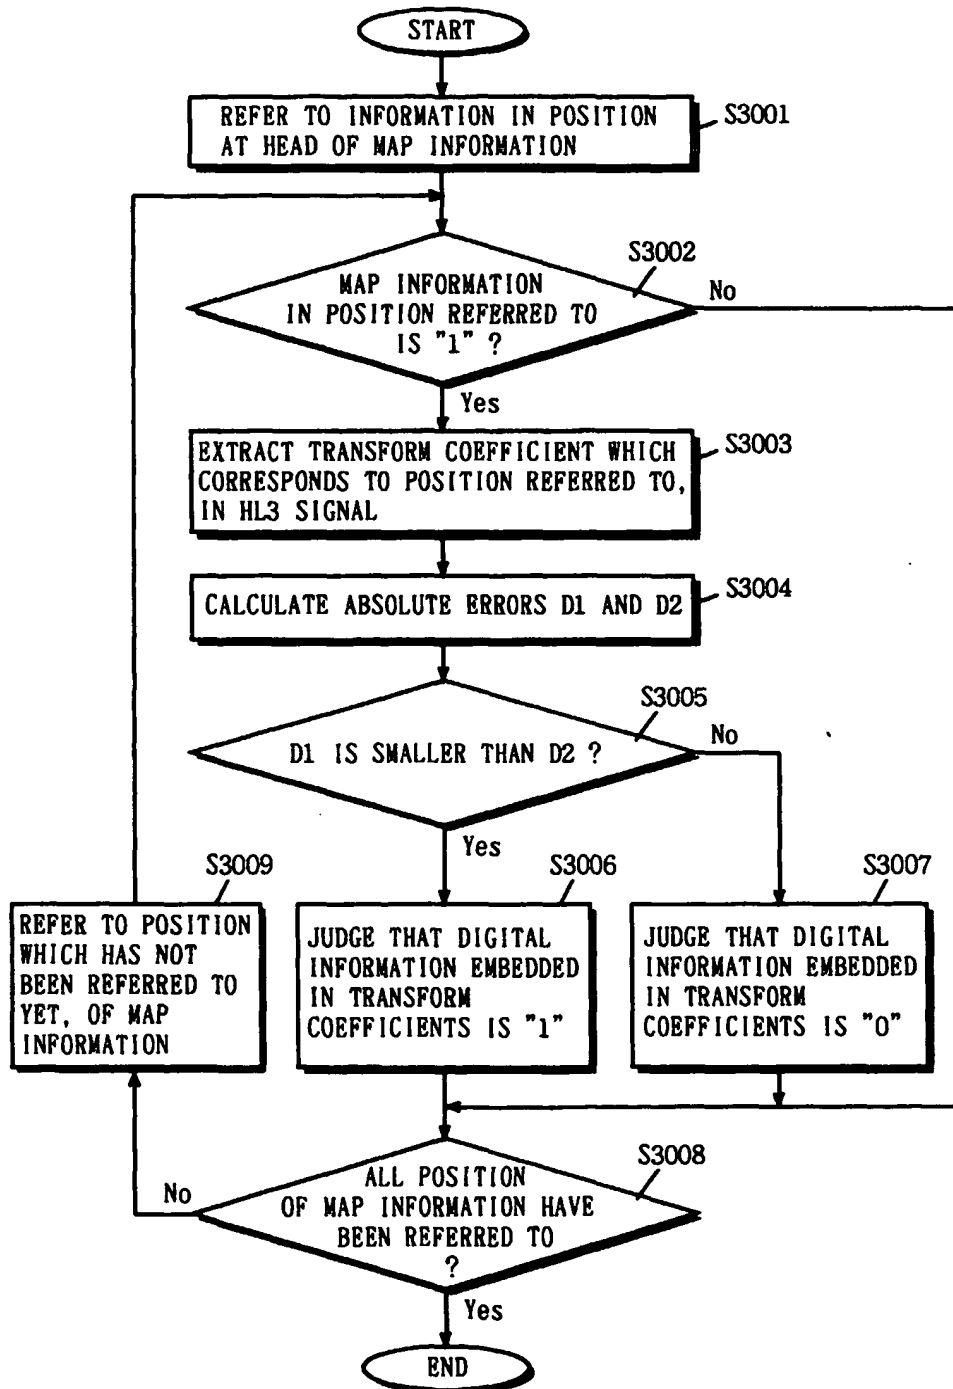 START
REFER TO INFORMATION IN POSITION
AT HEAD OF MAP INFORMATION
S3001
S3002
MAP INFORMATION
IN POSITION REFERRED TO
IS "1" ?
No
Yes
EXTRACT TRANSFORM COEFFICIENT WHICH
CORRESPONDS TO POSITION REFERRED TO,
IN HL3 SIGNAL
S3003
CALCULATE ABSOLUTE ERRORS D1 AND D2
S3004
S3005
D1 IS SMALLER THAN D2 ?
No
Yes
S3009
REFER TO POSITION
WHICH HAS NOT
BEEN REFERRED TO
YET, OF MAP
INFORMATION
S3006
JUDGE THAT DIGITAL
INFORMATION EMBEDDED
IN TRANSFORM
COEFFICIENTS IS "1"
S3007
JUDGE THAT DIGITAL
INFORMATION EMBEDDED
IN TRANSFORM
COEFFICIENTS IS "0"
S3008
No
ALL POSITION
OF MAP INFORMATION HAVE
BEEN REFERRED TO
?
Yes
END